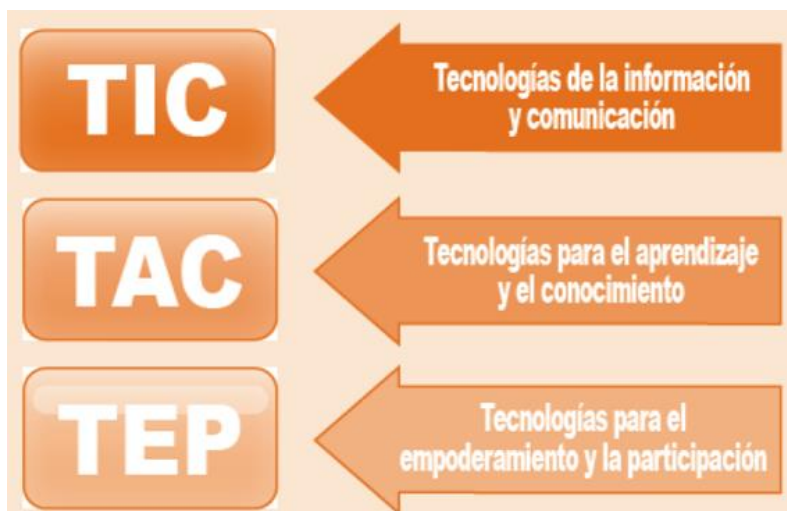 TIC
Tecnologías de la información
y comunicación
TAC
Tecnologías para el aprendizaje
y el conocimiento
TEP
Tecnologías para el
empoderamiento y la participación